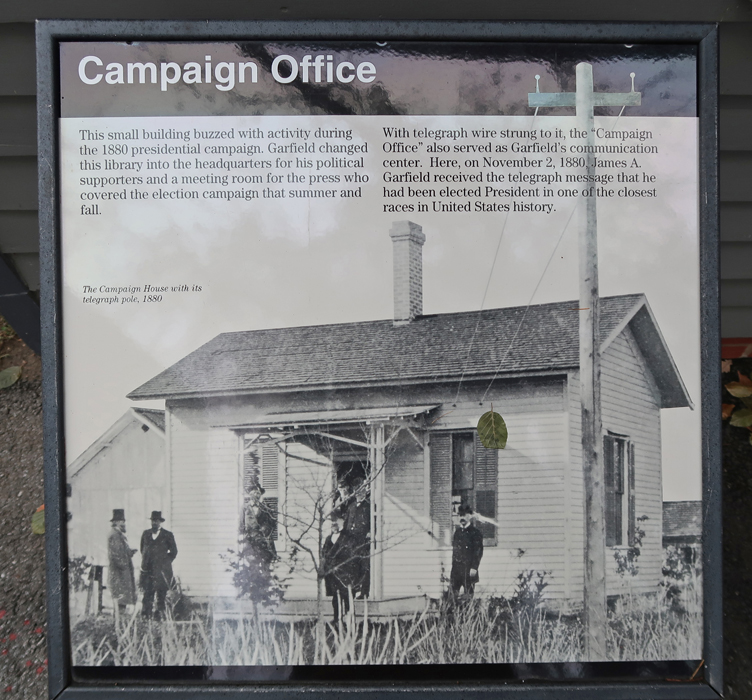 Campaign Office
This small building buzzed with activity during
the 1880 presidential campaign. Garfield changed
this library into the headquarters for his political
supporters and a meeting room for the press who
covered the election campaign that summer and
fall.
With telegraph wire strung to it, the “Campaign
Office” also served as Garfield’s communication
center. Here, on November 2, 1880, James A.
Garfield received the telegraph message that he
had been elected President in one of the closest
races in United States history.
The Campaign House with its
telegraph pole, 1880